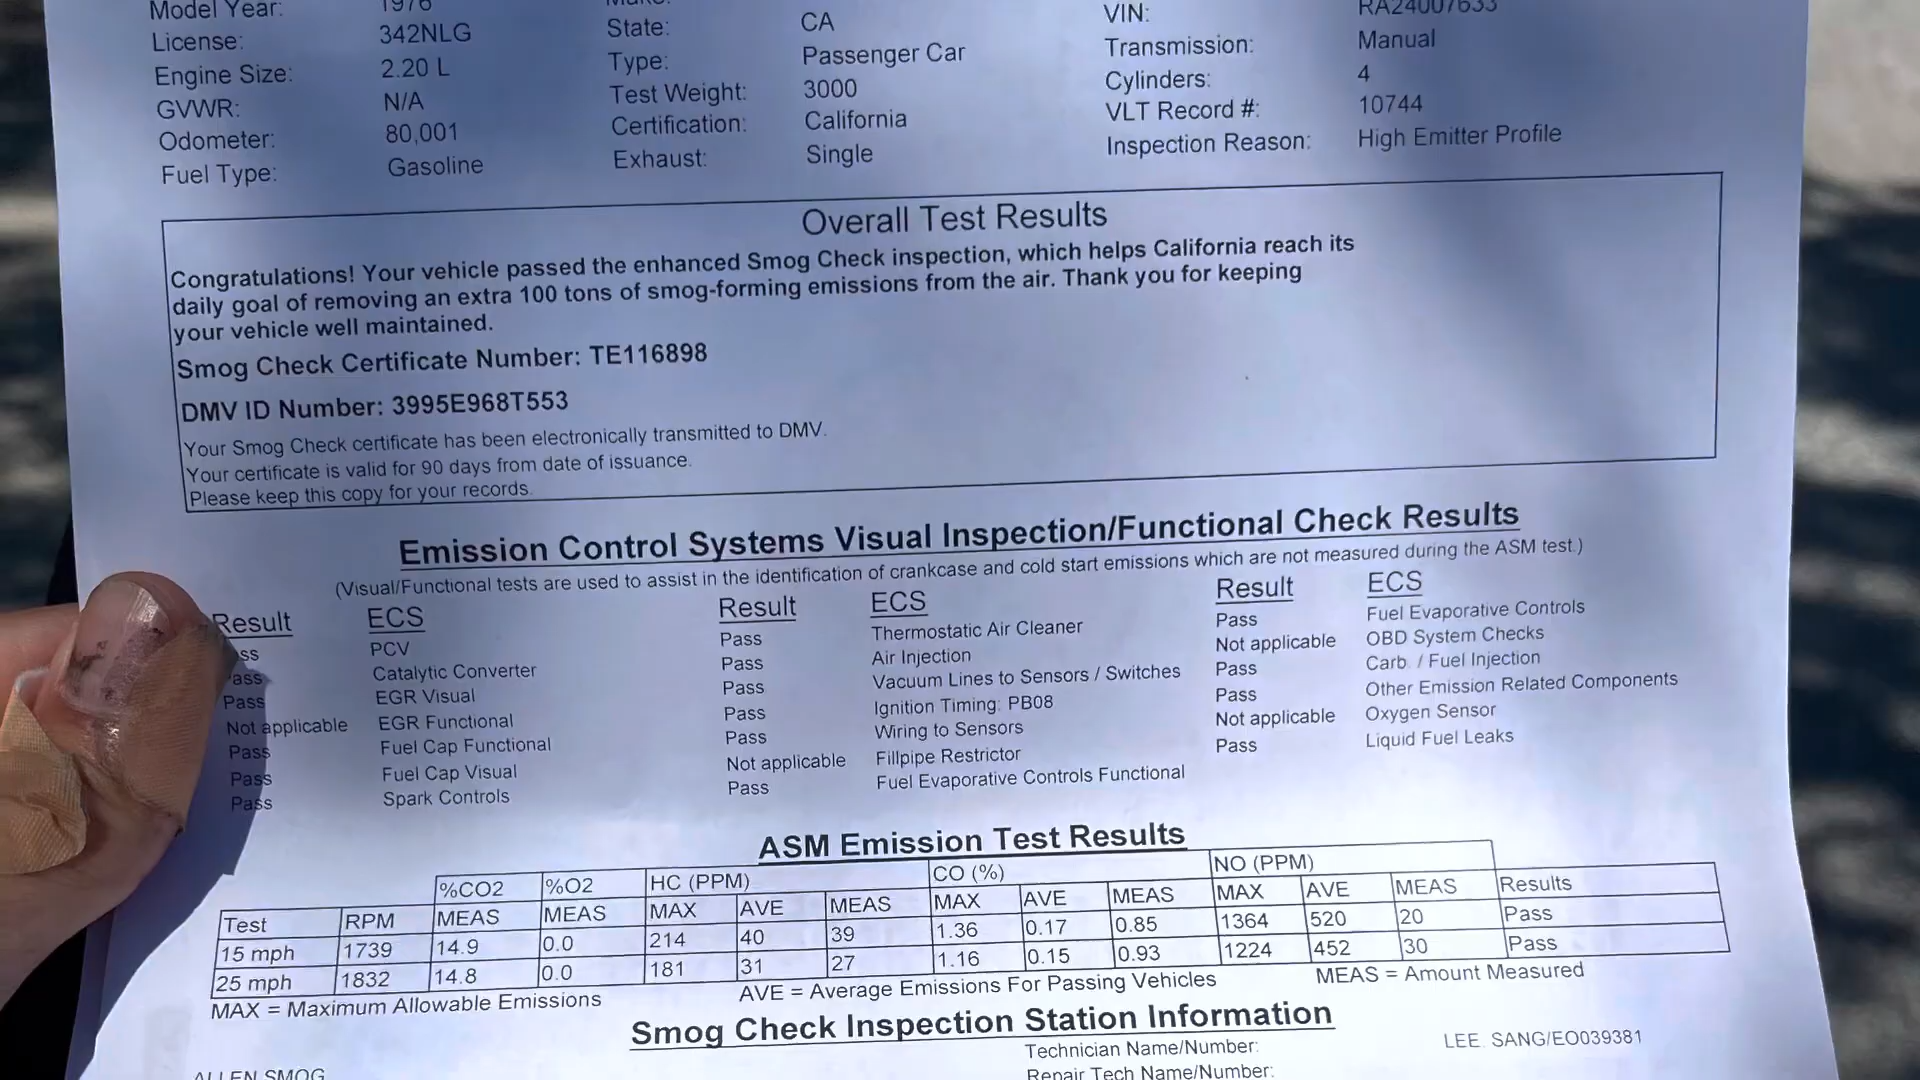 Model Year: 1976 Make: VIN: RA24007633
License: 342NLG State: CA Transmission: Manual
Engine Size: 2.20 L Type: Passenger Car Cylinders: 4
GVWR: N/A Test Weight: 3000 VLT Record #: 10744
Odometer: 80,001 Certification: California Inspection Reason: High Emitter Profile
Fuel Type: Gasoline Exhaust: Single
Overall Test Results
Congratulations! Your vehicle passed the enhanced Smog Check inspection, which helps California reach its
daily goal of removing an extra 100 tons of smog-forming emissions from the air. Thank you for keeping
your vehicle well maintained.
Smog Check Certificate Number: TE116898
DMV ID Number: 3995E968T553
Your Smog Check certificate has been electronically transmitted to DMV.
Your certificate is valid for 90 days from date of issuance.
Please keep this copy for your records.
Emission Control Systems Visual Inspection/Functional Check Results
(Visual/Functional tests are used to assist in the identification of crankcase and cold start emissions which are not measured during the ASM test.)
Result ECS Result ECS Result ECS
ss PCV Pass Thermostatic Air Cleaner Pass Fuel Evaporative Controls
ass Catalytic Converter Pass Air Injection Not applicable OBD System Checks
Pass EGR Visual Pass Vacuum Lines to Sensors / Switches Pass Carb. / Fuel Injection
Not applicable EGR Functional Pass Ignition Timing: PB08 Pass Other Emission Related Components
Pass Fuel Cap Functional Pass Wiring to Sensors Not applicable Oxygen Sensor
Pass Fuel Cap Visual Not applicable Fillpipe Restrictor Pass Liquid Fuel Leaks
Pass Spark Controls Pass Fuel Evaporative Controls Functional
ASM Emission Test Results
%CO2 %O2 HC (PPM) CO (%) NO (PPM)
Test RPM MEAS MEAS MAX AVE MEAS MAX AVE MEAS MAX AVE MEAS Results
15 mph 1739 14.9 0.0 214 40 39 1.36 0.17 0.85 1364 520 20 Pass
25 mph 1832 14.8 0.0 181 31 27 1.16 0.15 0.93 1224 452 30 Pass
MAX = Maximum Allowable Emissions AVE = Average Emissions For Passing Vehicles MEAS = Amount Measured
Smog Check Inspection Station Information
Technician Name/Number: LEE. SANG/EO039381
ALLEN SMOG Repair Tech Name/Number: